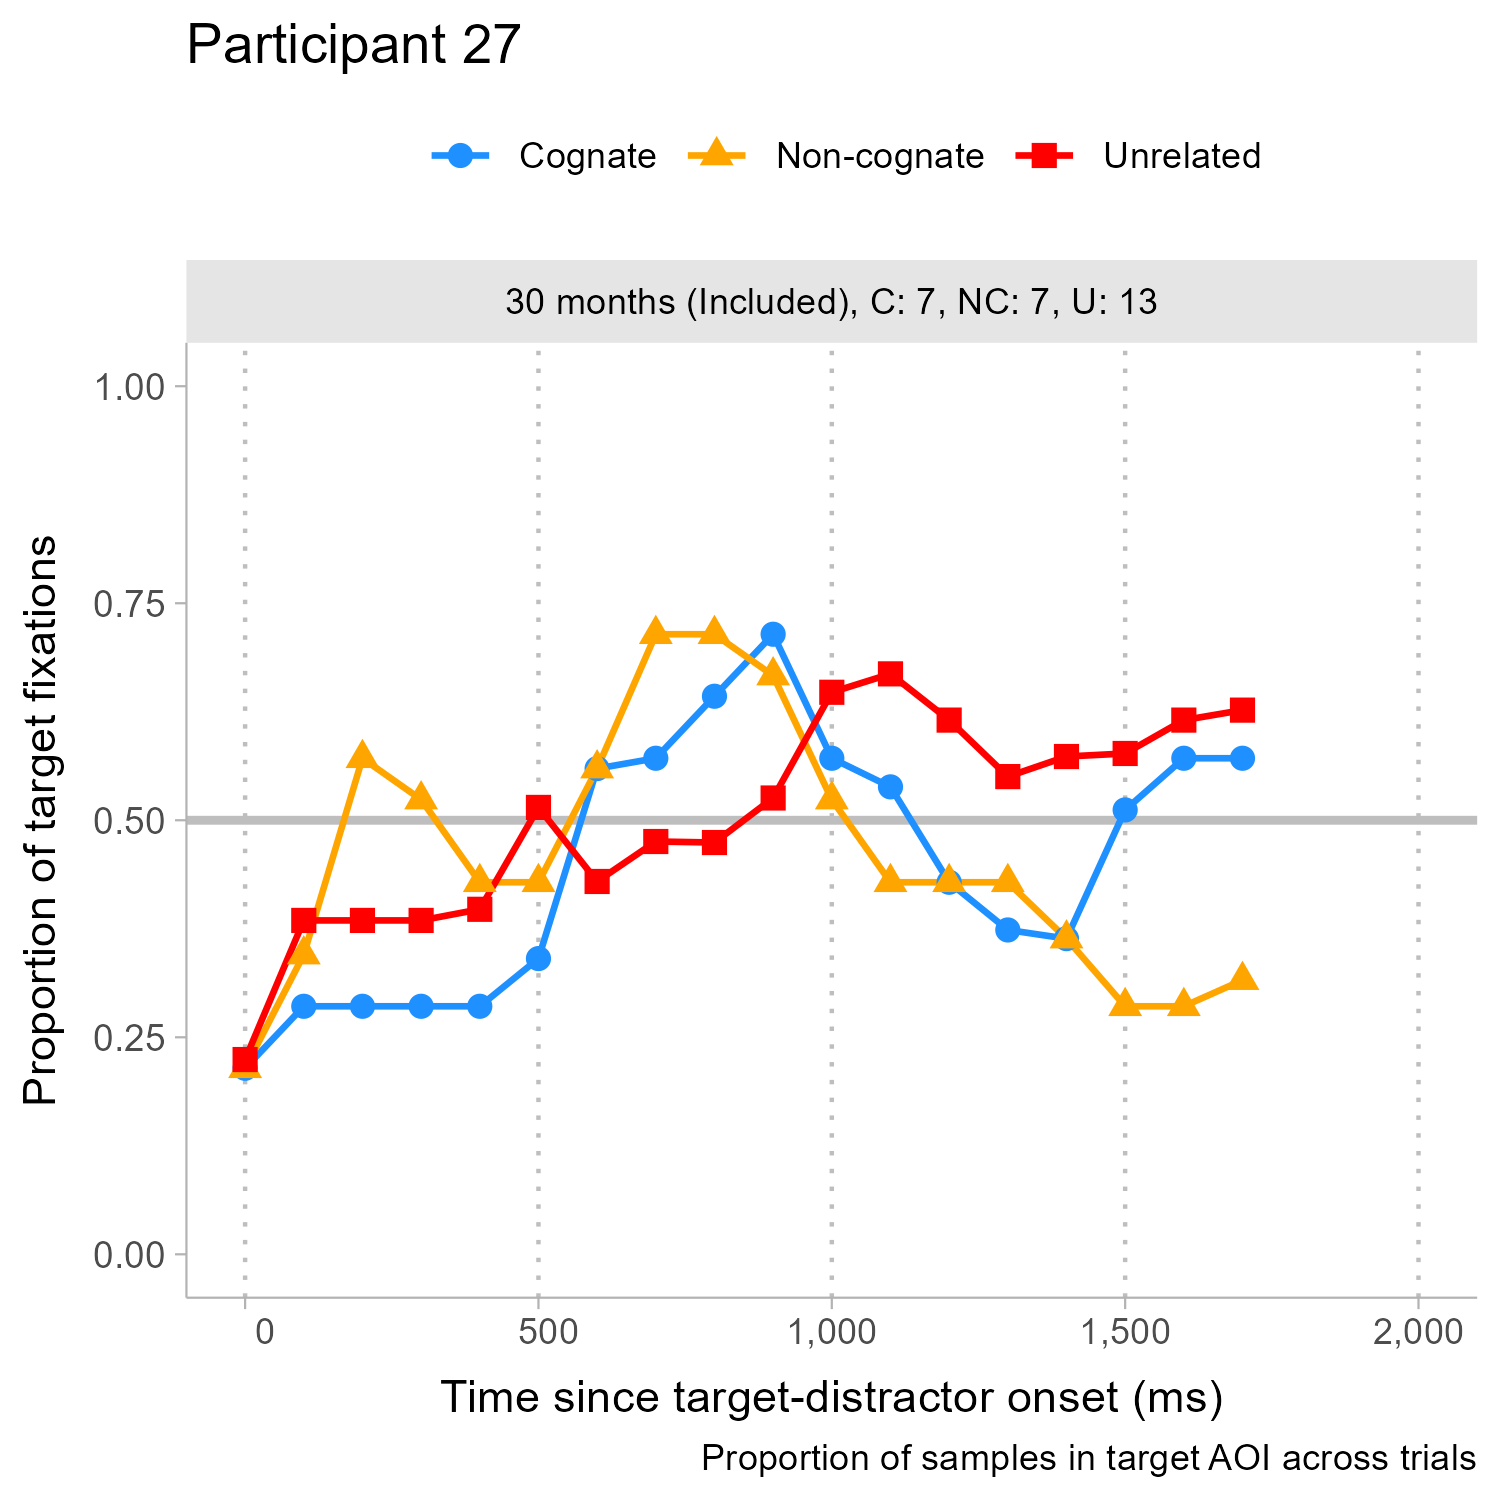 Participant 27
Cognate Non-cognate Unrelated
30 months (Included), C: 7, NC: 7, U: 13
1.00
0.75
0.50
0.25
0.00
Proportion of target fixations
0 500 1,000 1,500 2,000
Time since target-distractor onset (ms)
Proportion of samples in target AOI across trials